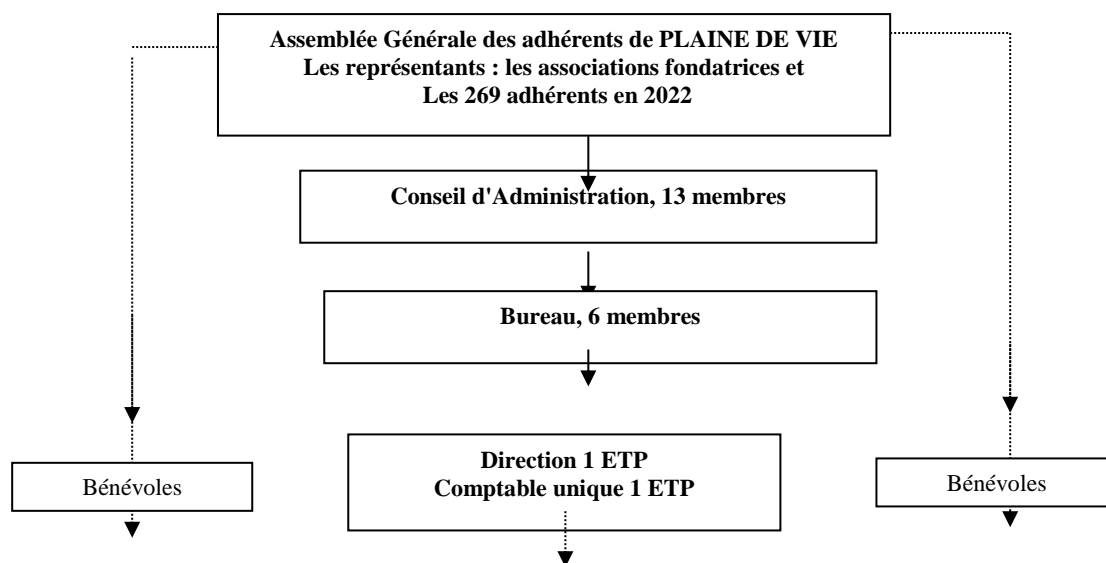 Assemblée Générale des adhérents de PLAINE DE VIE
Les représentants : les associations fondatrices et
Les 269 adhérents en 2022
Conseil d'Administration, 13 membres
Bureau, 6 membres
Bénévoles
Direction 1 ETP
Comptable unique 1 ETP
Bénévoles